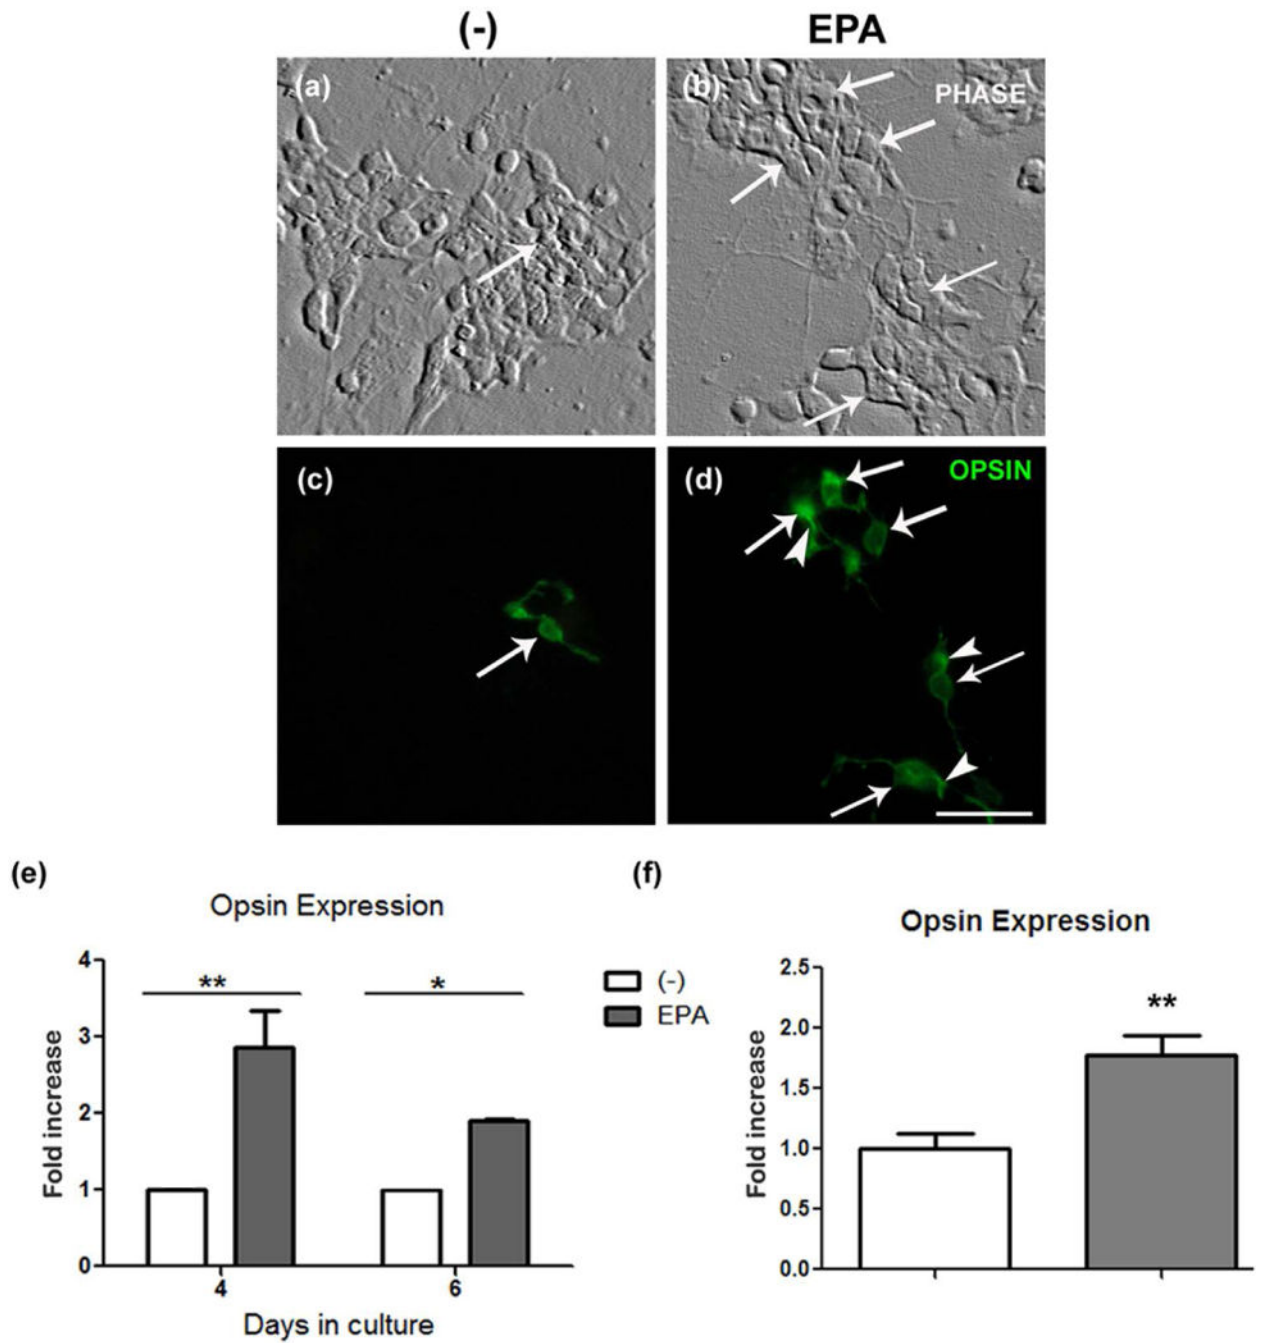 (-)
EPA
(a)
(b)
PHASE
(c)
(d)
OPSIN
(e)
Opsin Expression
4
3
2
1
0
Fold increase
**
*
4
6
Days in culture
(-)
EPA
(f)
Opsin Expression
2.5
2.0
1.5
1.0
0.5
0.0
Fold increase
**